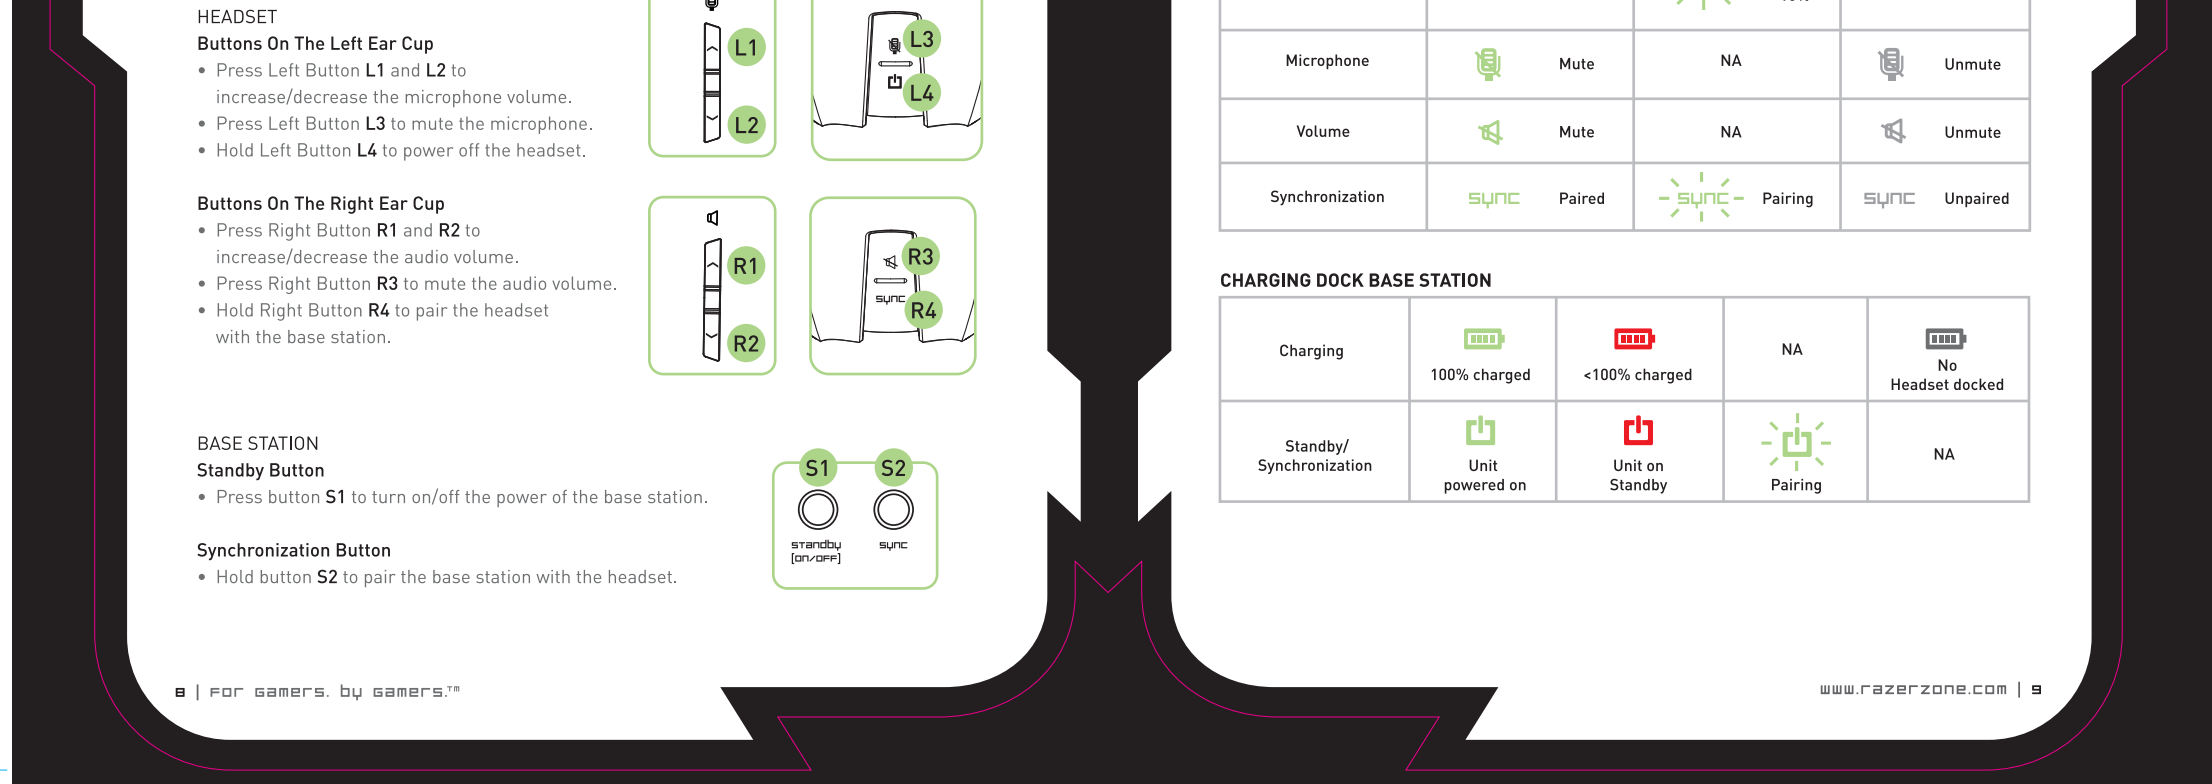 HEADSET
Buttons On The Left Ear Cup
• Press Left Button L1 and L2 to
increase/decrease the microphone volume.
• Press Left Button L3 to mute the microphone.
• Hold Left Button L4 to power off the headset.
L1
L2
L3
L4
Buttons On The Right Ear Cup
• Press Right Button R1 and R2 to
increase/decrease the audio volume.
• Press Right Button R3 to mute the audio volume.
• Hold Right Button R4 to pair the headset
with the base station.
R1
R2
R3
sync
R4
BASE STATION
Standby Button
• Press button S1 to turn on/off the power of the base station.
Synchronization Button
• Hold button S2 to pair the base station with the headset.
S1 S2
standby sync
[on/off]
8 | For gamers. by gamers.™
Microphone Mute NA Unmute
Volume Mute NA Unmute
Synchronization sync Paired sync Pairing sync Unpaired
CHARGING DOCK BASE STATION
Charging 100% charged <100% charged NA No
Headset docked
Standby/
Synchronization
Unit
powered on
Unit on
Standby
Pairing
NA
www.razerzone.com | 9